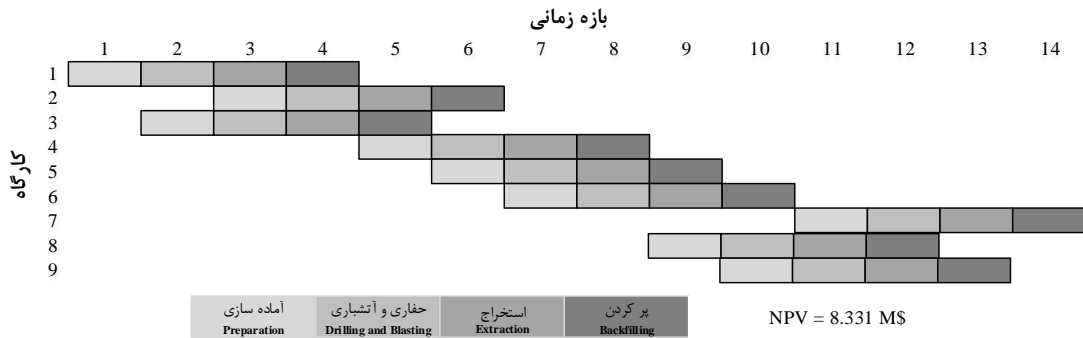 بازه زمانی
1 2 3 4 5 6 7 8 9 10 11 12 13 14
کارگاه
1
2
3
4
5
6
7
8
9
آماده سازی حفاری و آتشباری استخراج پر کردن
Preparation Drilling and Blasting Extraction Backfilling
NPV = 8.331 M$